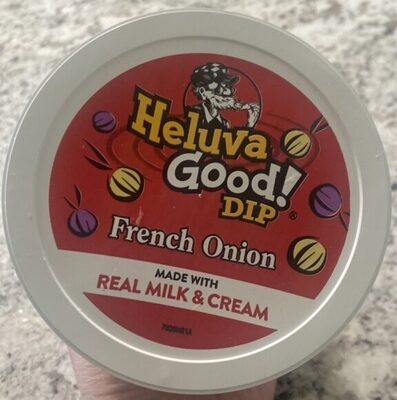 Heluva
Good!
DIP®
French Onion
MADE WITH
REAL MILK & CREAM